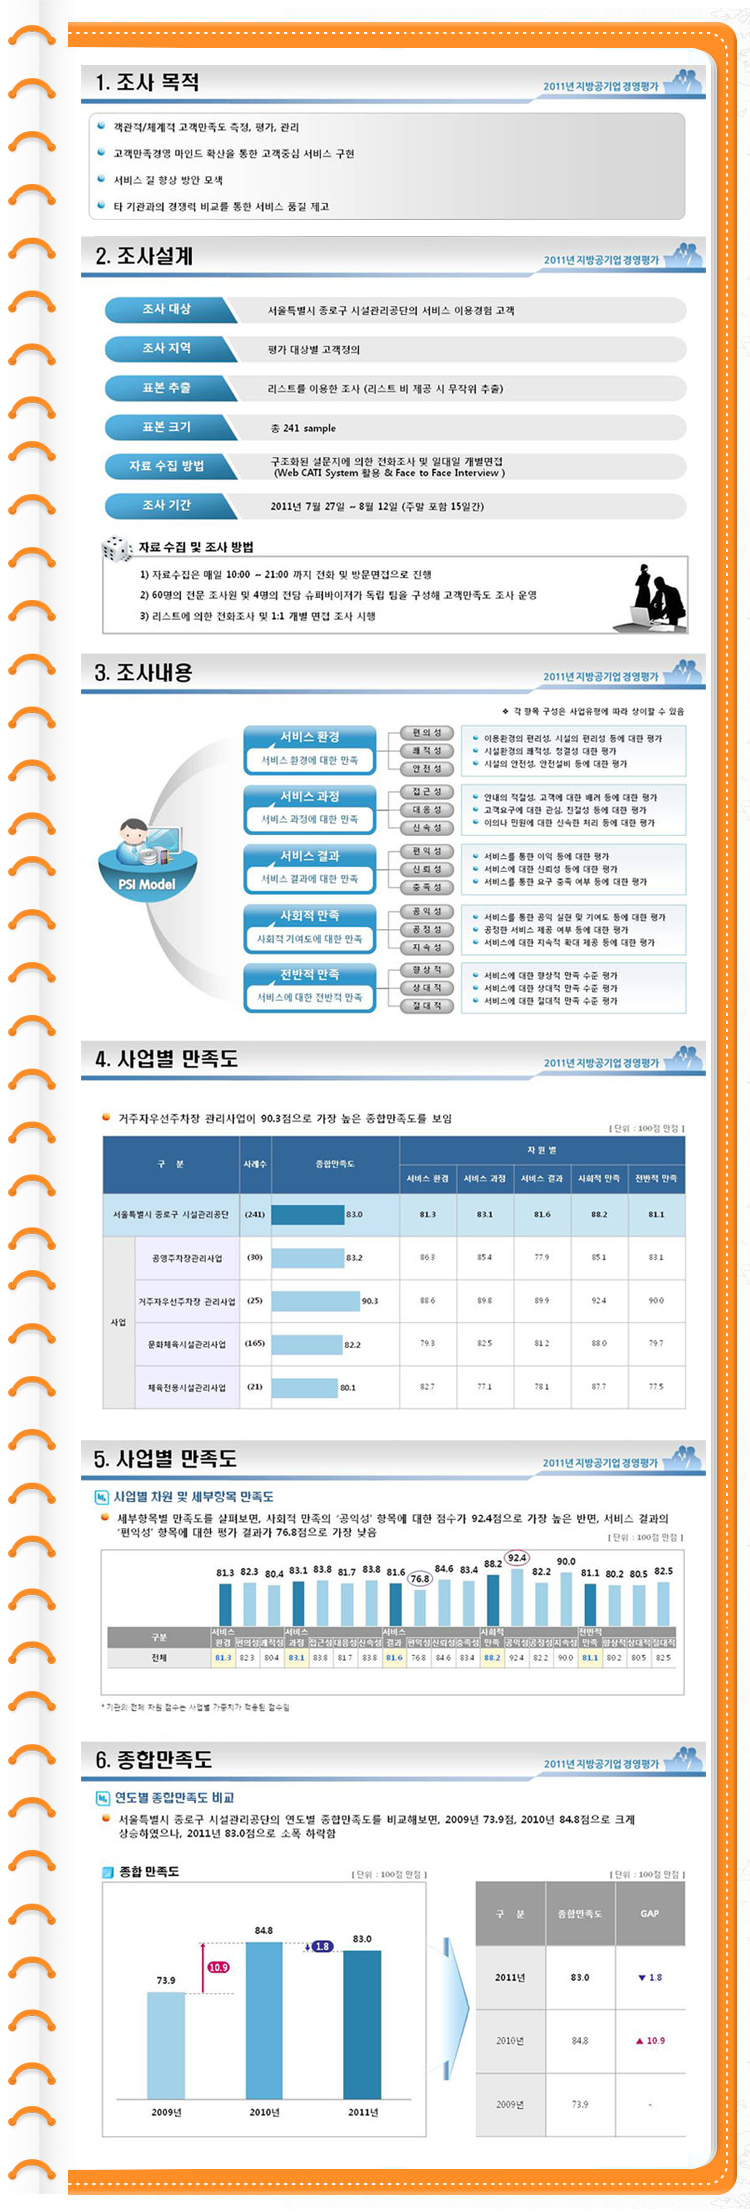 1. 조사 목적
2011년 지방공기업 경영평가
객관적/체계적 고객만족도 측정, 평가, 관리
고객만족경영 마인드 확산을 통한 고객중심 서비스 구현
서비스 질 향상 방안 모색
타 기관과의 경쟁력 비교를 통한 서비스 품질 제고
2. 조사설계
2011년 지방공기업 경영평가
조사 대상 서울특별시 종로구 시설관리공단의 서비스 이용경험 고객
조사 지역 평가 대상별 고객정의
표본 추출 리스트를 이용한 조사 (리스트 비 제공 시 무작위 추출)
표본 크기 총 241 sample
자료 수집 방법 구조화된 설문지에 의한 전화조사 및 일대일 개별면접
(Web CATI System 활용 & Face to Face Interview )
조사 기간 2011년 7월 27일 ~ 8월 12일 (주말 포함 15일간)
자료 수집 및 조사 방법
1) 자료수집은 매일 10:00 ~ 21:00 까지 전화 및 방문면접으로 진행
2) 60명의 전문 조사원 및 4명의 전담 슈퍼바이저가 독립 팀을 구성해 고객만족도 조사 운영
3) 리스트에 의한 전화조사 및 1:1 개별 면접 조사 시행
3. 조사내용
2011년 지방공기업 경영평가
❖ 각 항목 구성은 사업유형에 따라 상이할 수 있음
PSI Model
서비스 환경
서비스 환경에 대한 만족
편의성
쾌적성
안전성
이용환경의 편리성, 시설의 편리성 등에 대한 평가
시설환경의 쾌적성, 청결성 대한 평가
시설의 안전성, 안전설비 등에 대한 평가
서비스 과정
서비스 과정에 대한 만족
접근성
대응성
신속성
안내의 적절성, 고객에 대한 배려 등에 대한 평가
고객요구에 대한 관심, 친절성 등에 대한 평가
이의나 민원에 대한 신속한 처리 등에 대한 평가
서비스 결과
서비스 결과에 대한 만족
편익성
신뢰성
충족성
서비스를 통한 이익 등에 대한 평가
서비스에 대한 신뢰성 등에 대한 평가
서비스를 통한 요구 충족 여부 등에 대한 평가
사회적 만족
사회적 기여도에 대한 만족
공익성
공정성
지속성
서비스를 통한 공익 실현 및 기여도 등에 대한 평가
공정한 서비스 제공 여부 등에 대한 평가
서비스에 대한 지속적 확대 제공 등에 대한 평가
전반적 만족
서비스에 대한 전반적 만족
향상적
상대적
절대적
서비스에 대한 향상적 만족 수준 평가
서비스에 대한 상대적 만족 수준 평가
서비스에 대한 절대적 만족 수준 평가
4. 사업별 만족도
2011년 지방공기업 경영평가
거주자우선주차장 관리사업이 90.3점으로 가장 높은 종합만족도를 보임
[ 단위 : 100점 만점 ]
구 분 사례수 종합만족도 차원별
서비스 환경 서비스 과정 서비스 결과 사회적 만족 전반적 만족
서울특별시 종로구 시설관리공단 (241) 83.0 81.3 83.1 81.6 88.2 81.1
사업
공영주차장관리사업 (30) 83.2 86.3 85.4 77.9 85.1 83.1
거주자우선주차장 관리사업 (25) 90.3 88.6 89.8 89.9 92.4 90.0
문화체육시설관리사업 (165) 82.2 79.3 82.5 81.2 88.0 79.7
체육전용시설관리사업 (21) 80.1 82.7 77.1 78.1 87.7 77.5
5. 사업별 만족도
2011년 지방공기업 경영평가
사업별 차원 및 세부항목 만족도
세부항목별 만족도를 살펴보면, 사회적 만족의 '공익성' 항목에 대한 점수가 92.4점으로 가장 높은 반면, 서비스 결과의
'편익성' 항목에 대한 평가 결과가 76.8점으로 가장 낮음
[ 단위 : 100점 만점 ]
81.3 82.3 80.4 83.1 83.8 81.7 83.8 81.6 76.8 84.6 83.4 88.2 92.4 82.2 90.0 81.1 80.2 80.5 82.5
구분 서비스 환경 편의성 쾌적성 서비스 과정 접근성 대응성 신속성 서비스 결과 편익성 신뢰성 충족성 사회적 만족 공익성 공정성 지속성 전반적 만족 향상적 상대적 절대적
전체 81.3 82.3 80.4 83.1 83.8 81.7 83.8 81.6 76.8 84.6 83.4 88.2 92.4 82.2 90.0 81.1 80.2 80.5 82.5
* 기관의 전체 차원 점수는 사업별 가중치가 적용된 점수임
6. 종합만족도
2011년 지방공기업 경영평가
연도별 종합만족도 비교
서울특별시 종로구 시설관리공단의 연도별 종합만족도를 비교해보면, 2009년 73.9점, 2010년 84.8점으로 크게
상승하였으나, 2011년 83.0점으로 소폭 하락함
종합 만족도
[ 단위 : 100점 만점 ]
73.9
10.9
84.8
1.8
83.0
2009년 2010년 2011년
[ 단위 : 100점 만점 ]
구 분 종합만족도 GAP
2011년 83.0 ▼ 1.8
2010년 84.8 ▲ 10.9
2009년 73.9 -